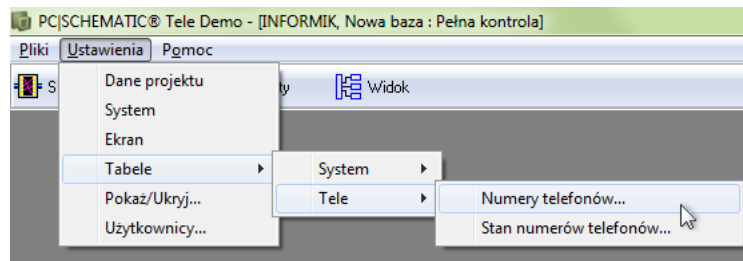 PC|SCHEMATIC® Tele Demo - [INFORMIK, Nowa baza : Pełna kontrola]
Pliki Ustawienia Pomoc
S Dane projektu ty Widok
System
Ekran
Tabele System
Pokaż/Ukryj... Tele Numery telefonów...
Użytkownicy... Stan numerów telefonów...